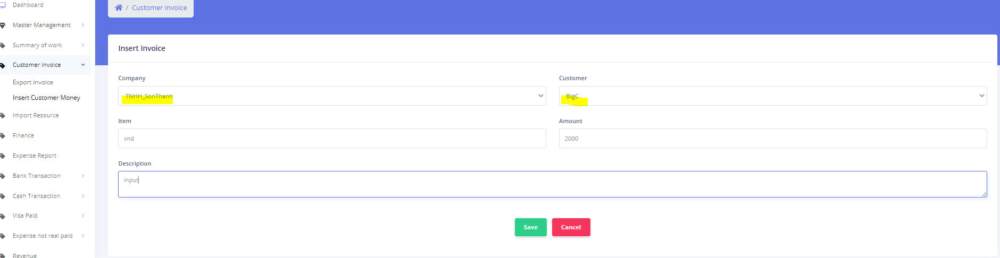 Dashboard
Master Management
Summary of work
Customer invoice
Export invoice
Insert Customer Money
Import Resource
Finance
Expense Report
Bank Transaction
Cash Transaction
Visa Paid
Expense not real paid
Revenue
/ Customer invoice
Insert Invoice
Company
Customer
TNHH_SonThanh
BigC
Item
Amount
vnd
2000
Description
input
Save
Cancel